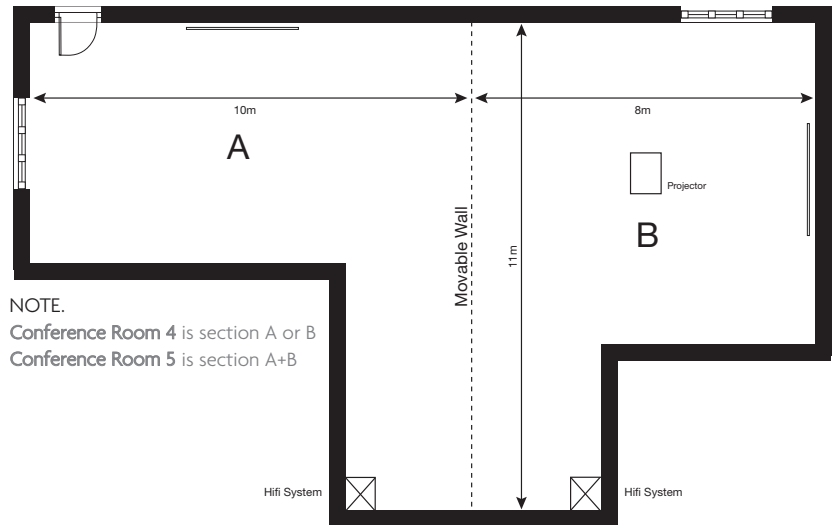 10m
8m
A
Projector
B
Movable Wall
11m
NOTE.
Conference Room 4 is section A or B
Conference Room 5 is section A+B
Hifi System
Hifi System